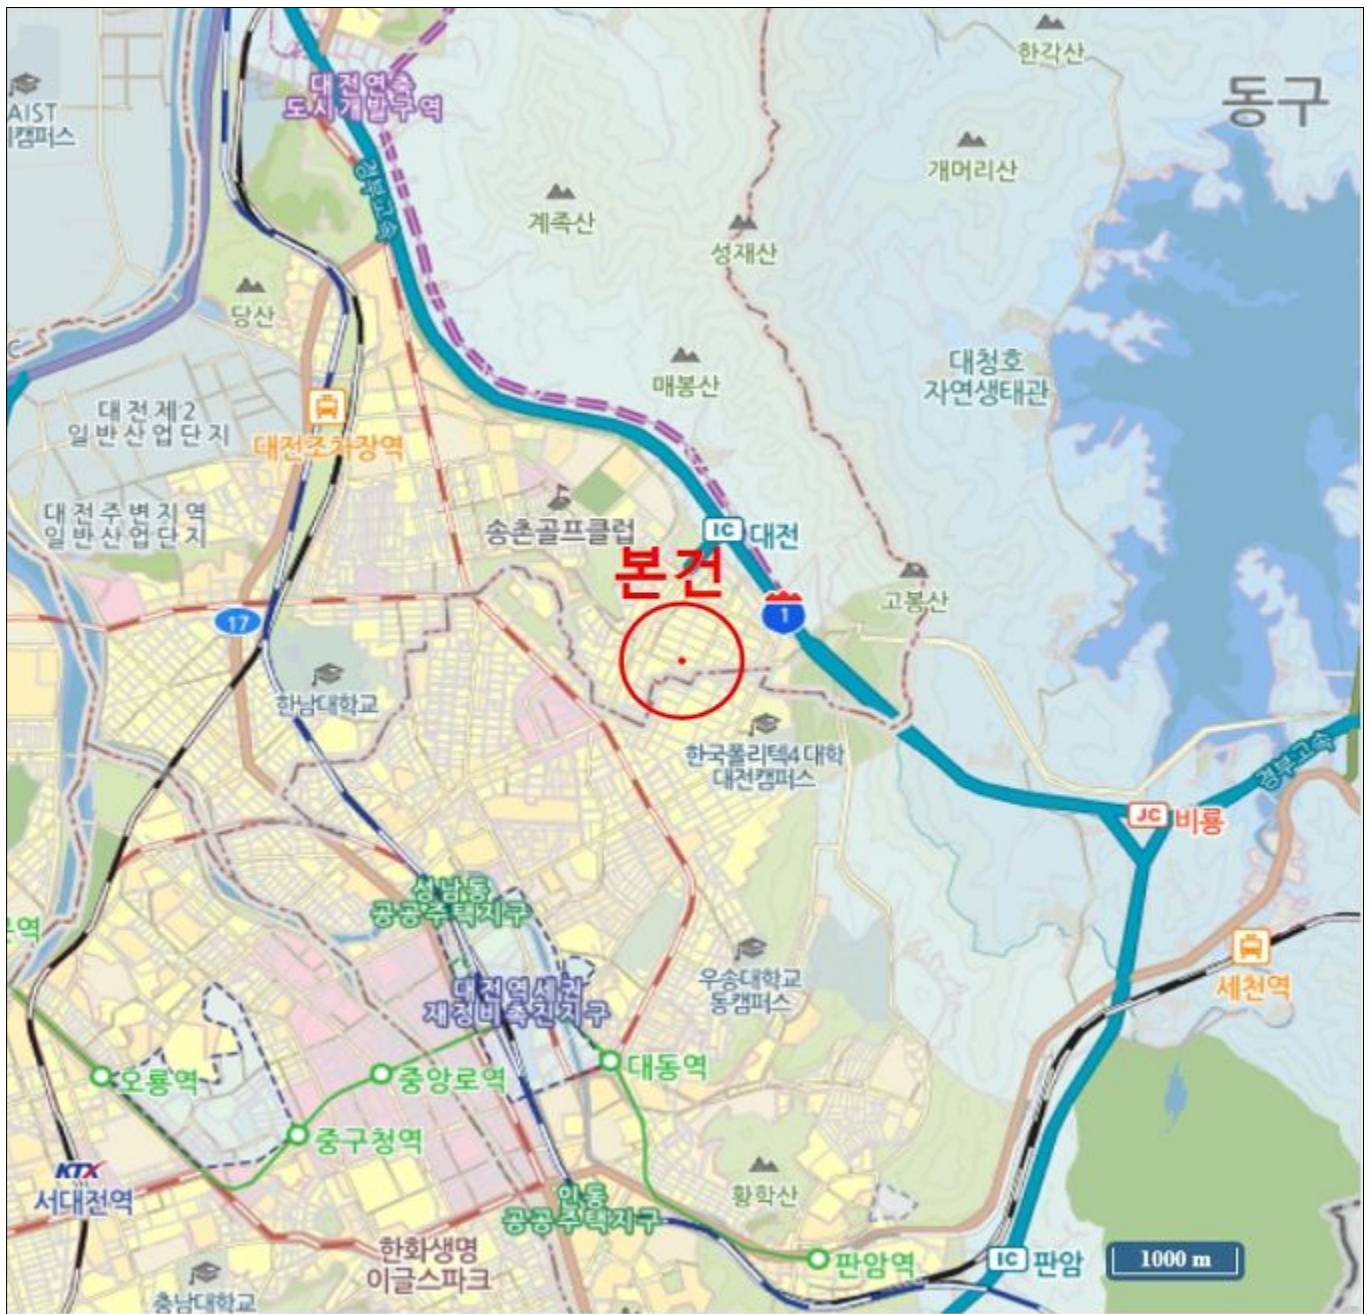 한각산
동구
대전연축
도시개발구역
AIST
캠퍼스
개머리산
경부고속
계족산
성재산
당산
대청호
자연생태관
매봉산
대전제2
일반산업단지
대전조차장역
대전주변지역
일반산업단지
송촌골프클럽
IC 대전
본건
고봉산
17
1
한남대학교
한국폴리텍4대학
대전캠퍼스
경부고속
JC 비룡
성남동
공공주택지구
역
우송대학교
동캠퍼스
세천역
대전역세권
재정비촉진지구
대동역
오룡역
중앙로역
중구청역
KTX
서대전역
황학산
인동
공공주택지구
한화생명
이글스파크
판암역
IC 판암
1000 m
충남대학교